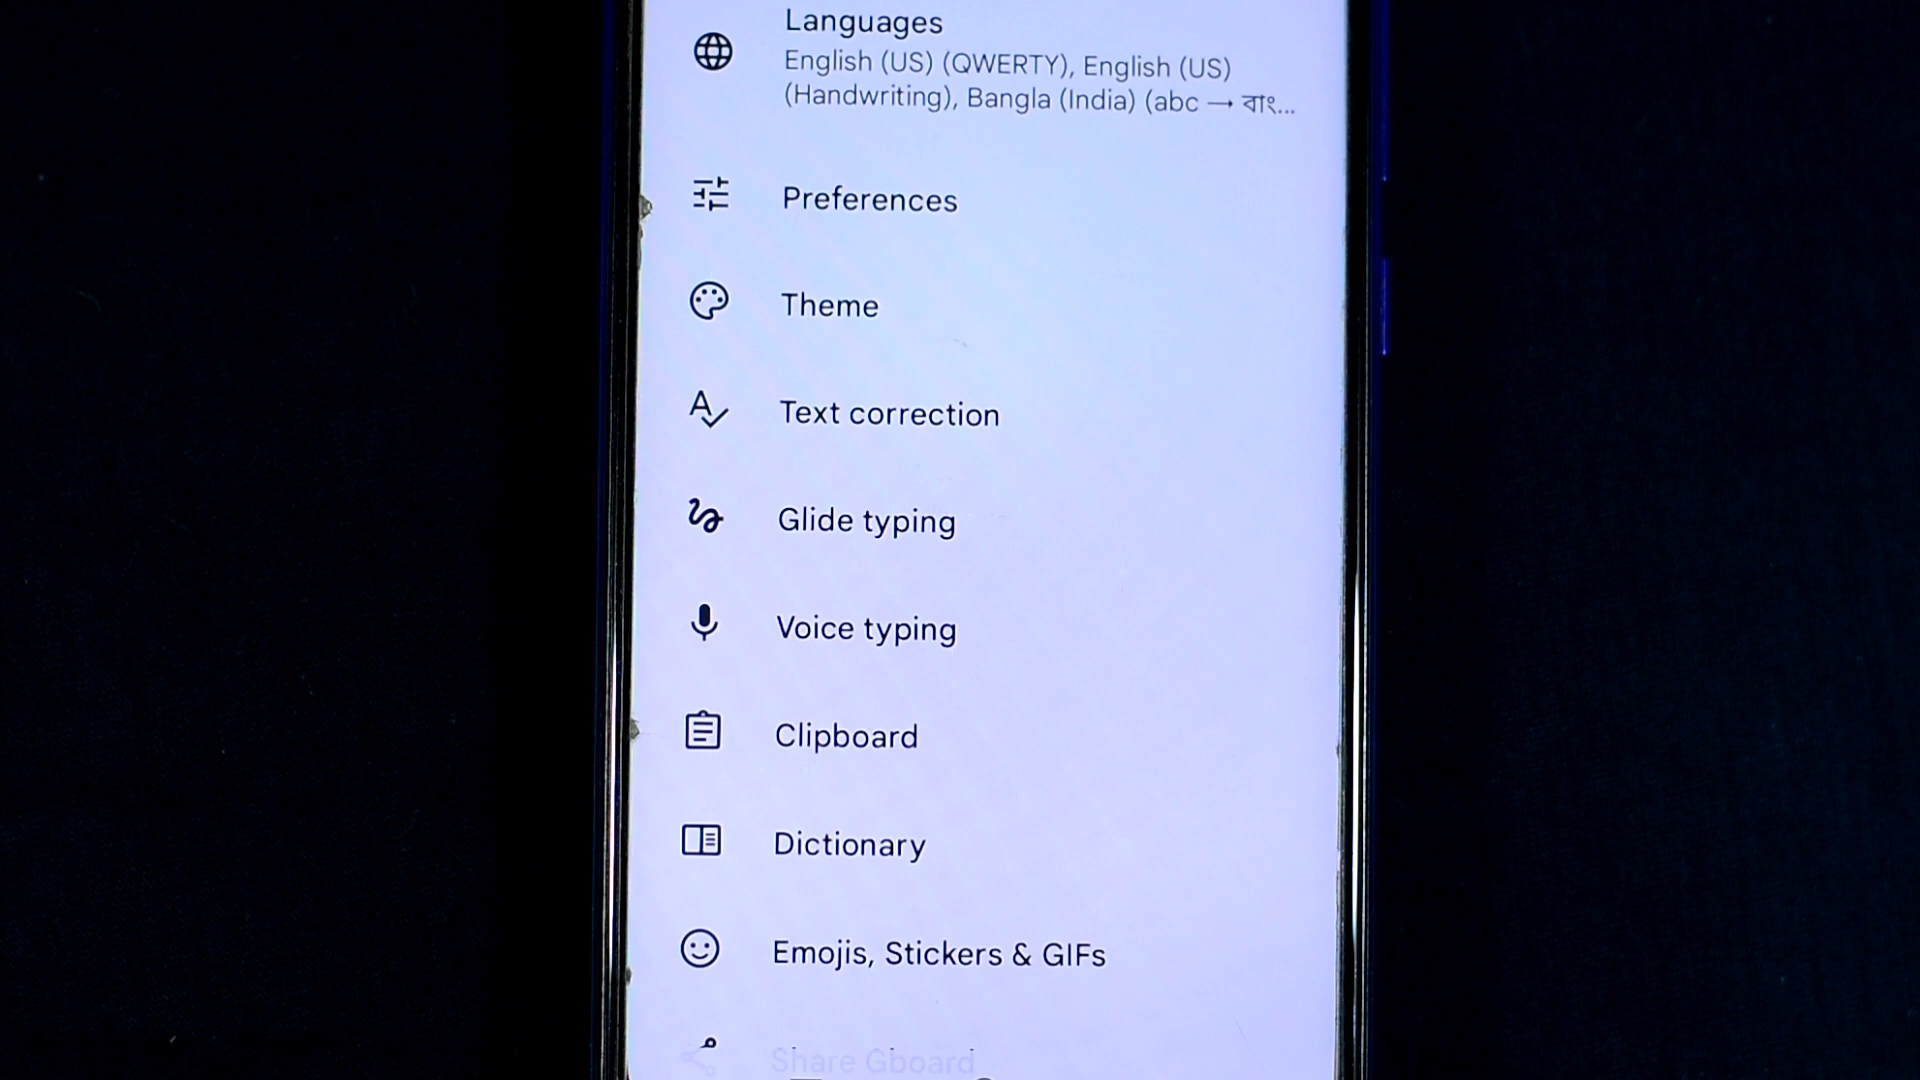 Languages
English (US) (QWERTY), English (US)
(Handwriting), Bangla (India) (abc → বাং...
Preferences
Theme
Text correction
Glide typing
Voice typing
Clipboard
Dictionary
Emojis, Stickers & GIFs
Share Gboard